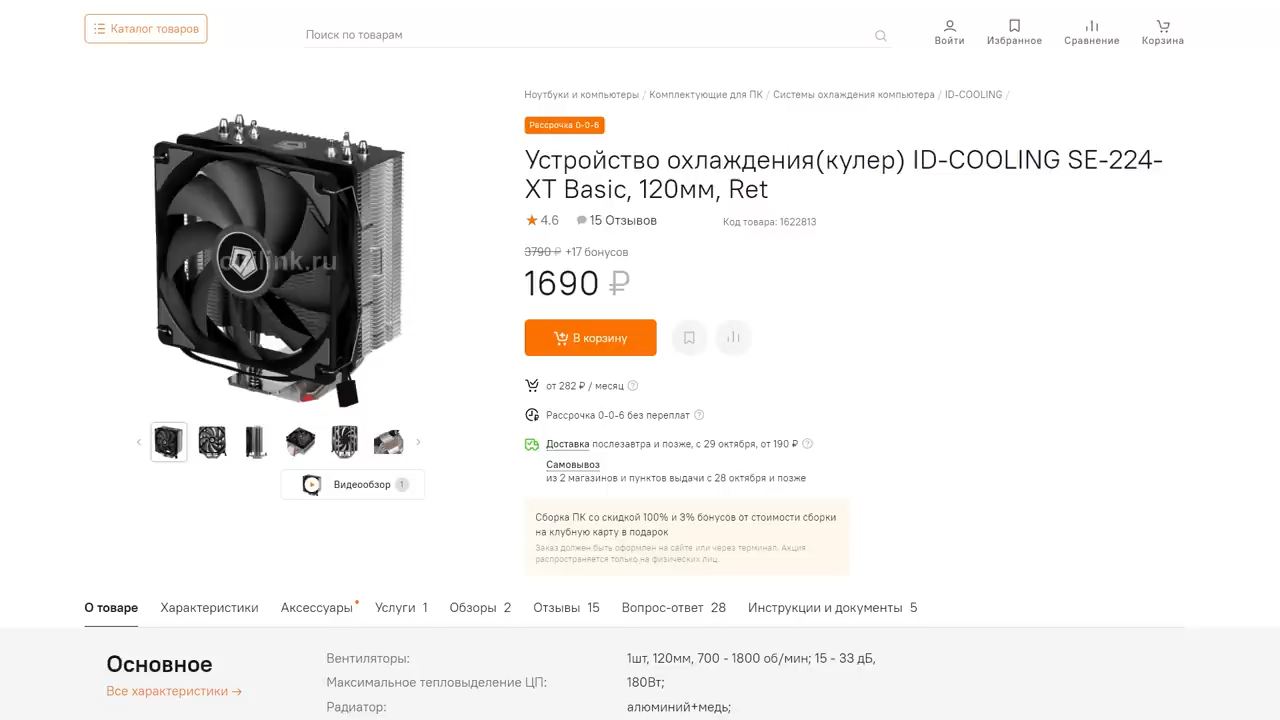 Каталог товаров
Поиск по товарам
Войти
Избранное
Сравнение
Корзина
Ноутбуки и компьютеры / Комплектующие для ПК / Системы охлаждения компьютера / ID-COOLING /
Рассрочка 0-0-6
Устройство охлаждения(кулер) ID-COOLING SE-224-
XT Basic, 120мм, Ret
4.6
15 Отзывов
Код товара: 1622813
3790 ₽ +17 бонусов
1690 ₽
В корзину
от 282 ₽ / месяц ?
Рассрочка 0-0-6 без переплат ?
Доставка послезавтра и позже, с 29 октября, от 190 ₽ ?
Самовывоз
из 2 магазинов и пунктов выдачи с 28 октября и позже
Видеообзор 1
Сборка ПК со скидкой 100% и 3% бонусов от стоимости сборки
на клубную карту в подарок
Заказ должен быть оформлен на сайте или через терминал. Акция
распространяется только на физических лиц.
О товаре
Характеристики
Аксессуары
Услуги 1
Обзоры 2
Отзывы 15
Вопрос-ответ 28
Инструкции и документы 5
Основное
Все характеристики →
Вентиляторы:
1шт, 120мм, 700 - 1800 об/мин; 15 - 33 дБ,
Максимальное тепловыделение ЦП:
180Вт;
Радиатор:
алюминий+медь;